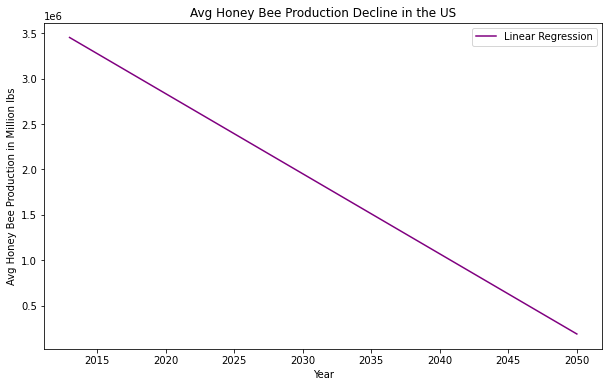 Avg Honey Bee Production Decline in the US
1e6
Linear Regression
Avg Honey Bee Production in Million lbs
3.5
3.0
2.5
2.0
1.5
1.0
0.5
2015 2020 2025 2030 2035 2040 2045 2050
Year